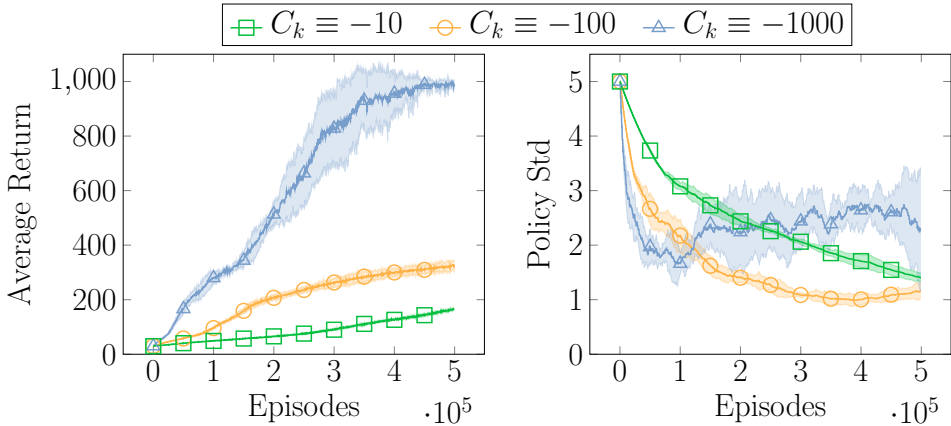 C_k ≡ −10 C_k ≡ −100 C_k ≡ −1000
Average Return
1,000
800
600
400
200
0
0 1 2 3 4 5
Episodes ·10^5
Policy Std
5
4
3
2
1
0
0 1 2 3 4 5
Episodes ·10^5